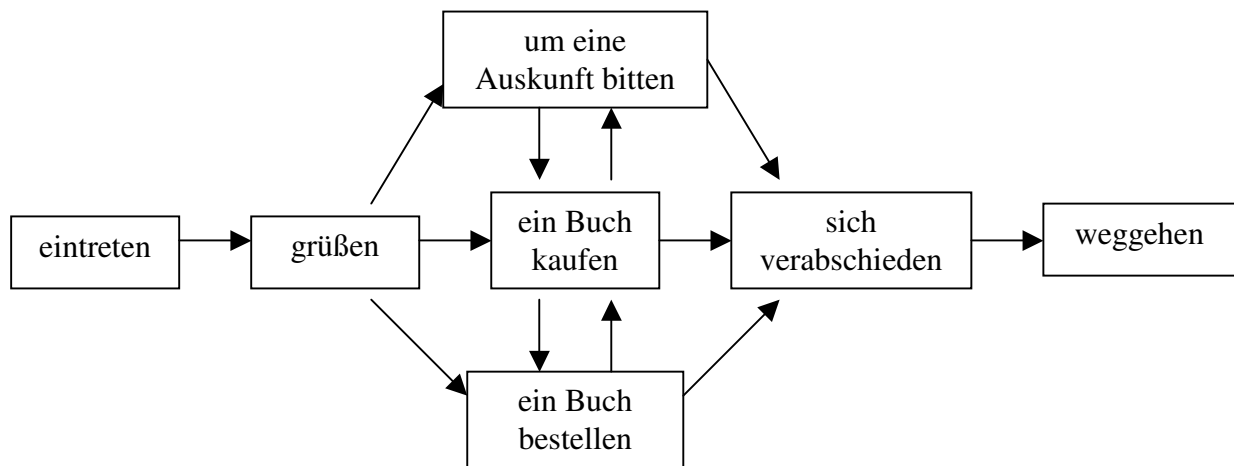 um eine
Auskunft bitten
eintreten
grüßen
ein Buch
kaufen
sich
verabschieden
weggehen
ein Buch
bestellen